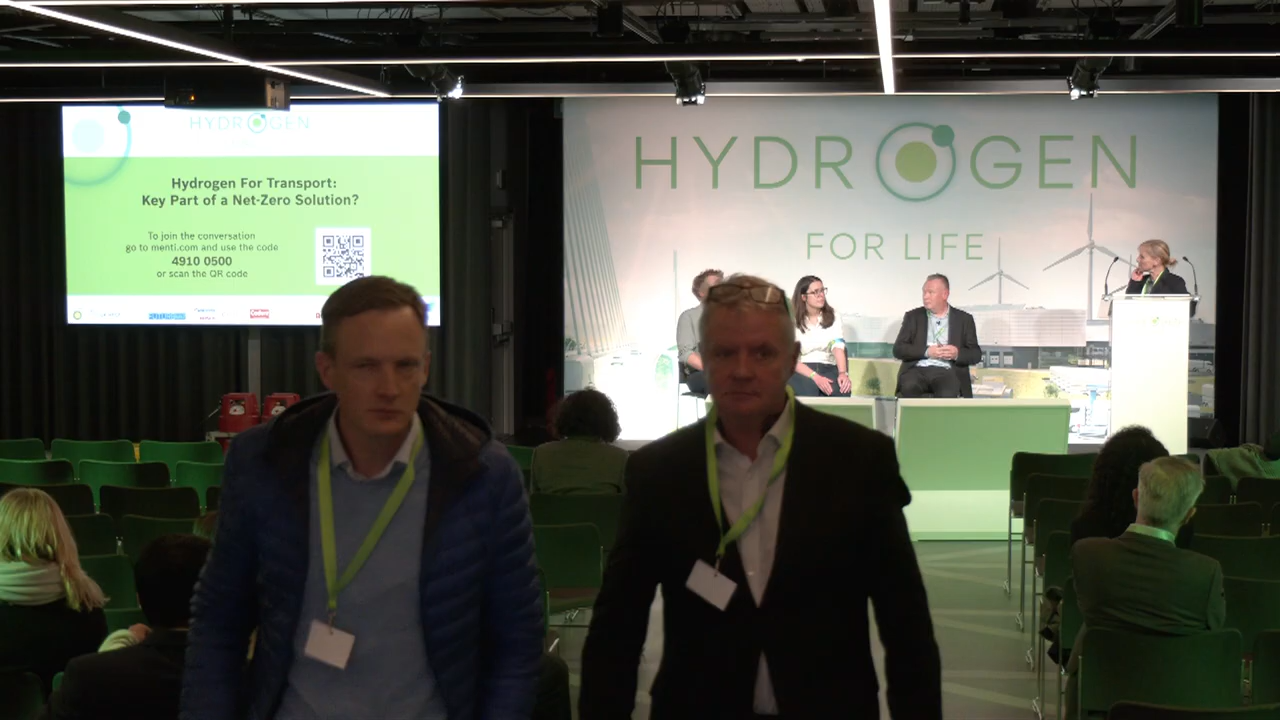 HYDROGEN
Hydrogen For Transport:
Key Part of a Net-Zero Solution?
To join the conversation
go to menti.com and use the code
4910 0500
or scan the QR code
HYDROGEN
FOR LIFE